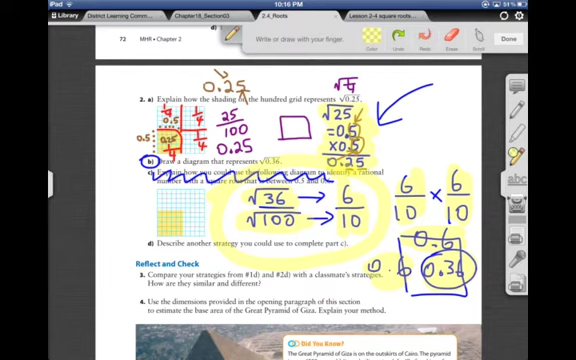 iPad
10:16 PM
51%
District Learning Comm...
Chapter18_Section03
2.4_Roots
Lesson 2-4 square roots...
72 MHR • Chapter 2
d)
Write or draw with your finger.
Color
Undo
Redo
Erase
Done
0.25
2. a) Explain how the shading on the hundred grid represents √0.25.
1/4
1/4
0.5
0.5
0.25
1/4
1/4
25
100
0.25
√25
=0.5
×0.5
0.25
b) Draw a diagram that represents √0.36.
c) Explain how you could use the following diagram to identify a rational
number with a square root that is between 0.5 and 0.6.
√36 → 6
√100 → 10
6/10 × 6/10
0.6
0.6
0.36
d) Describe another strategy you could use to complete part c).
Reflect and Check
3. Compare your strategies from #1d) and #2d) with a classmate's strategies.
How are they similar and different?
4. Use the dimensions provided in the opening paragraph of this section
to estimate the base area of the Great Pyramid of Giza. Explain your method.
Did You Know?
The Great Pyramid of Giza is on the outskirts of Cairo. The